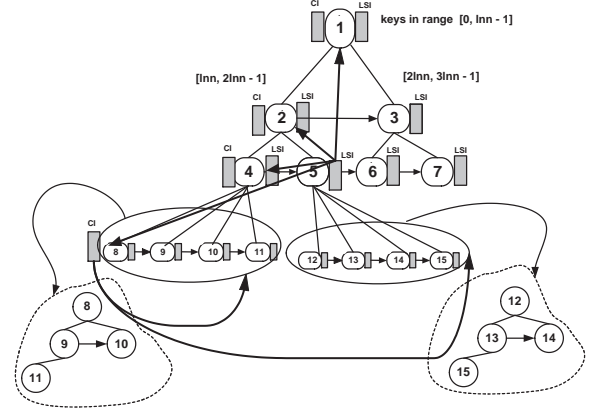 CI
LSI
1
keys in range [0, lnn - 1]
[lnn, 2lnn - 1]
[2lnn, 3lnn - 1]
CI
LSI
LSI
2
3
CI
LSI
LSI
LSI
LSI
4
5
6
7
CI
8
9
10
11
12
13
14
15
8
9
10
11
12
13
14
15